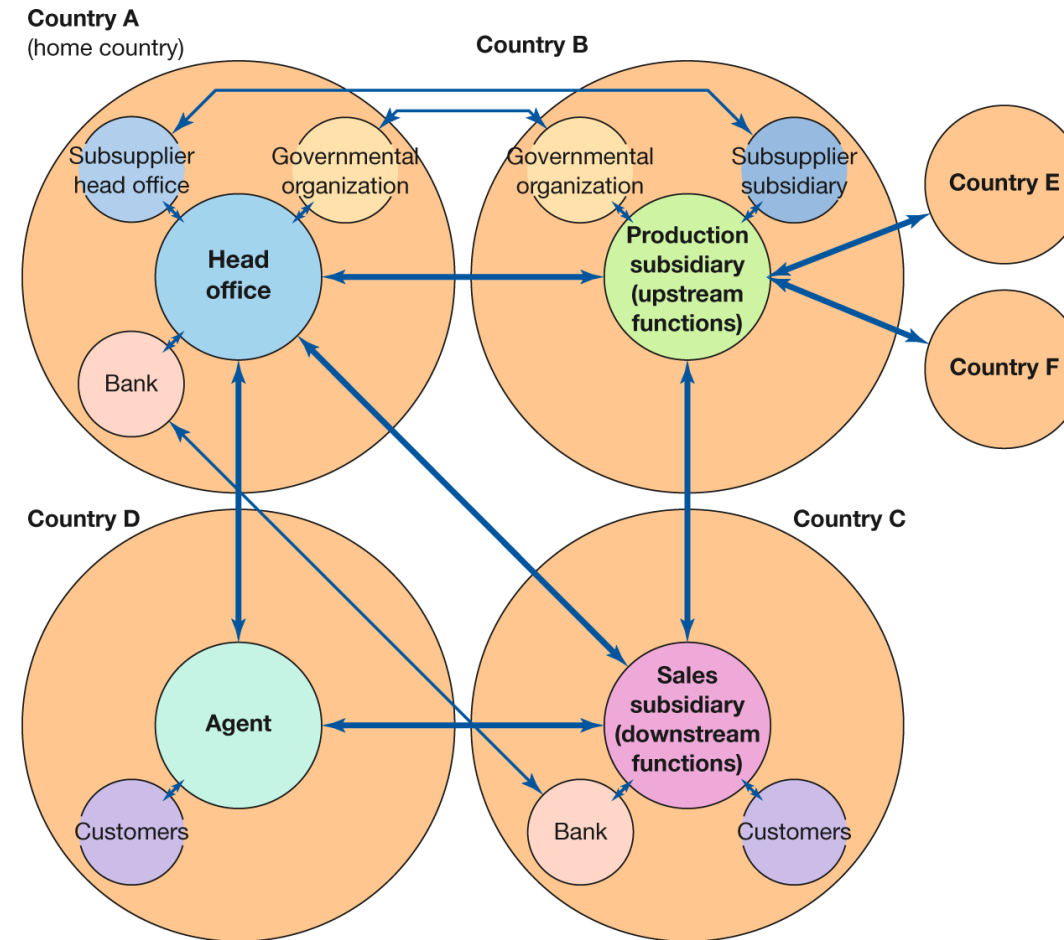 Country A
(home country)
Country B
Subsupplier
head office
Governmental
organization
Governmental
organization
Subsupplier
subsidiary
Country E
Head
office
Production
subsidiary
(upstream
functions)
Country F
Bank
Country D
Country C
Agent
Sales
subsidiary
(downstream
functions)
Customers
Bank
Customers